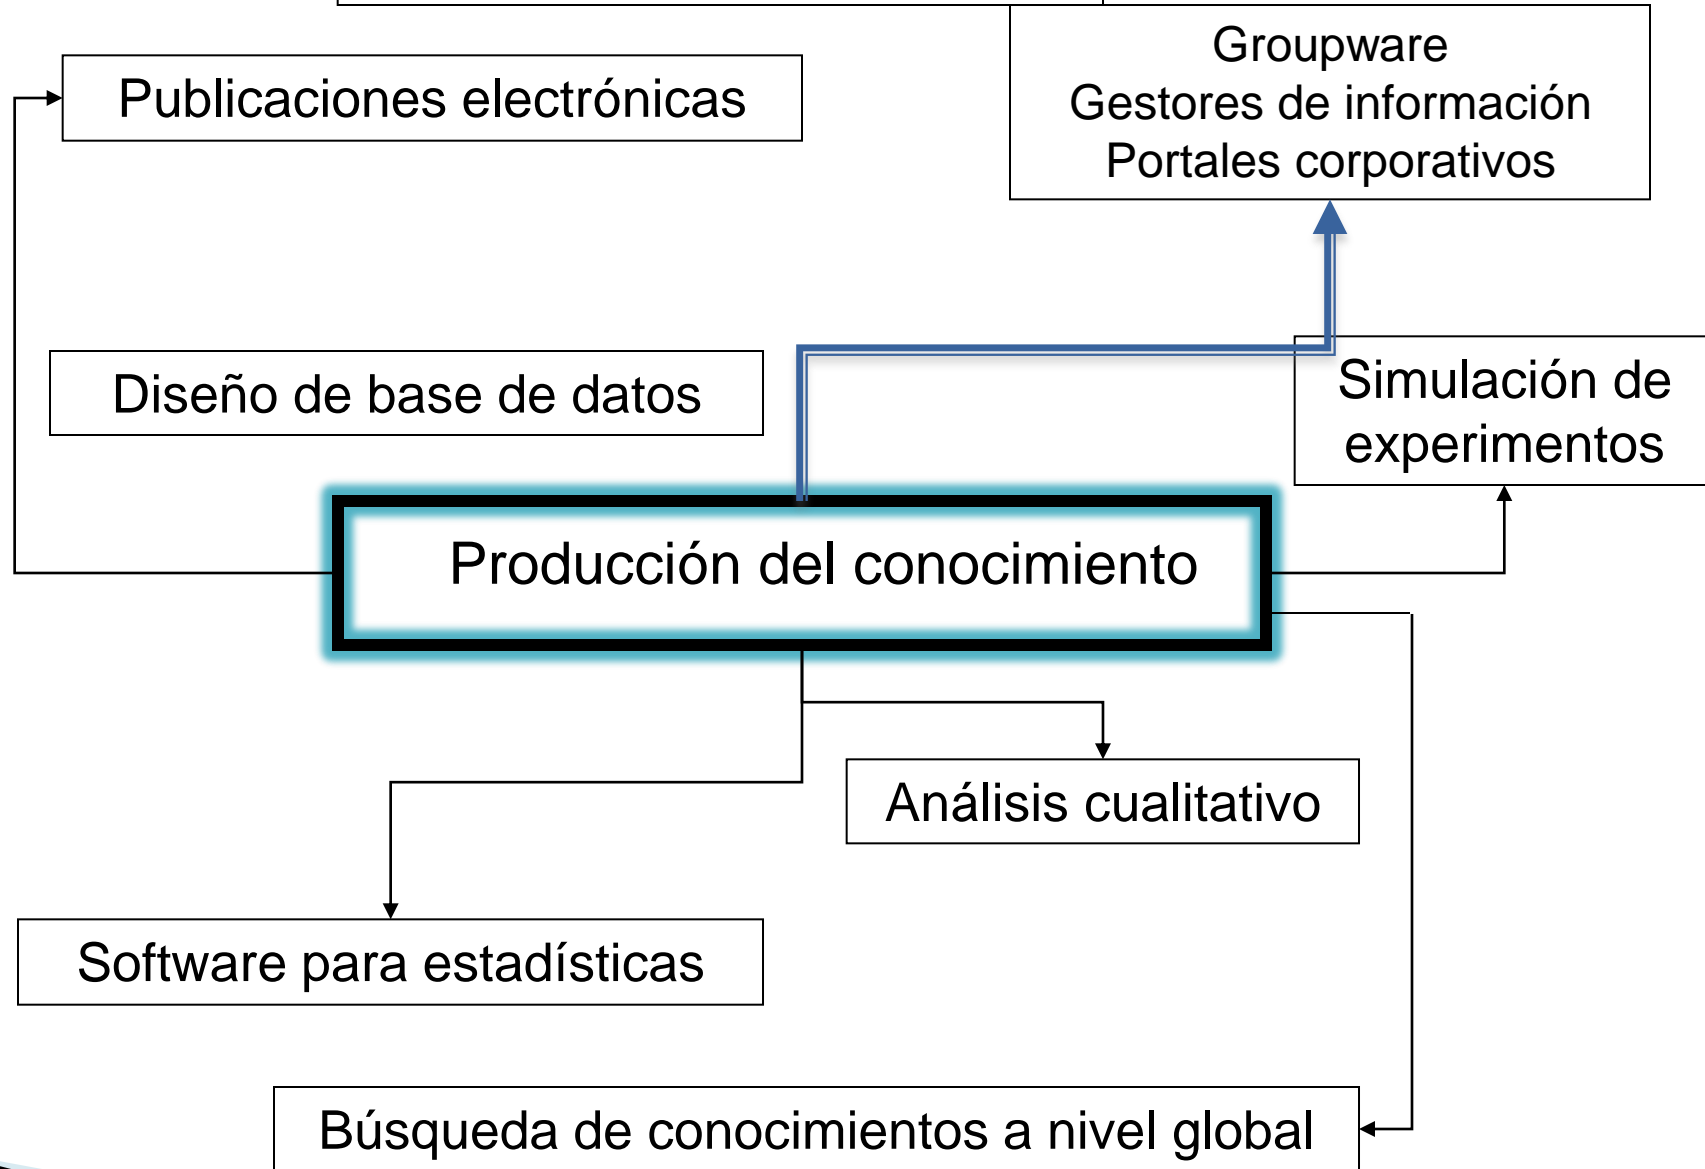 Groupware
Gestores de información
Portales corporativos
Publicaciones electrónicas
Diseño de base de datos
Simulación de
experimentos
Producción del conocimiento
Análisis cualitativo
Software para estadísticas
Búsqueda de conocimientos a nivel global